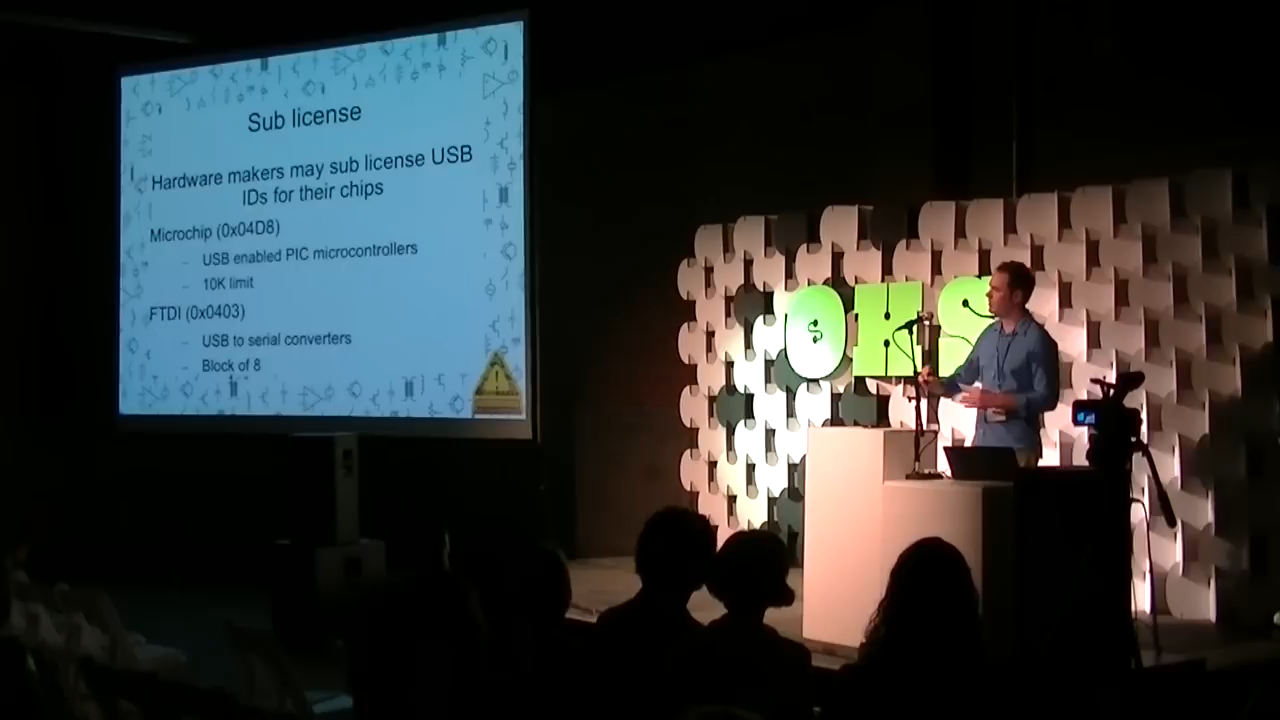 Sub license
Hardware makers may sub license USB
IDs for their chips
Microchip (0x04D8)
– USB enabled PIC microcontrollers
– 10K limit
FTDI (0x0403)
– USB to serial converters
– Block of 8
OHS